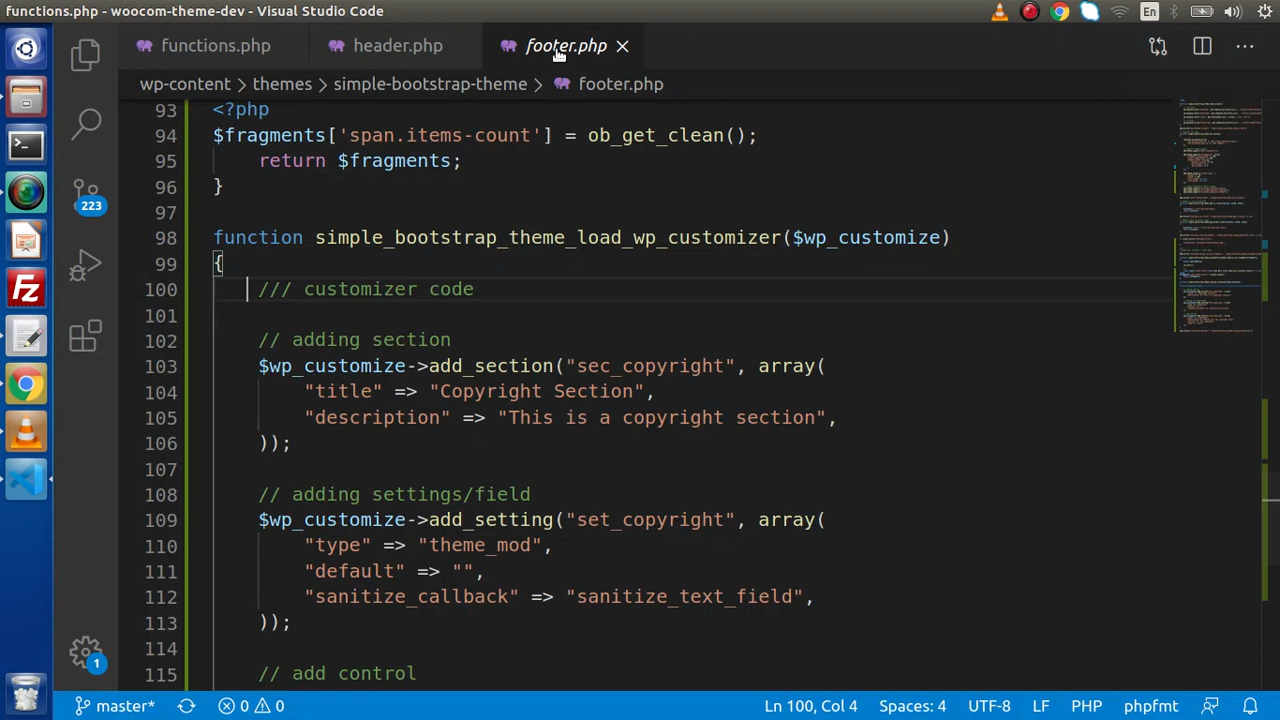 functions.php - woocom-theme-dev - Visual Studio Code
En
functions.php
header.php
footer.php
wp-content > themes > simple-bootstrap-theme > footer.php
93 <?php
94 $fragments['span.items-count'] = ob_get_clean();
95 return $fragments;
96 }
97
98 function simple_bootstrap_theme_load_wp_customizer($wp_customize)
99 {
100 /// customizer code
101
102 // adding section
103 $wp_customize->add_section("sec_copyright", array(
104 "title" => "Copyright Section",
105 "description" => "This is a copyright section",
106 ));
107
108 // adding settings/field
109 $wp_customize->add_setting("set_copyright", array(
110 "type" => "theme_mod",
111 "default" => "",
112 "sanitize_callback" => "sanitize_text_field",
113 ));
114
115 // add control
223
1
Fz
master*
0
0
Ln 100, Col 4
Spaces: 4
UTF-8
LF
PHP
phpfmt